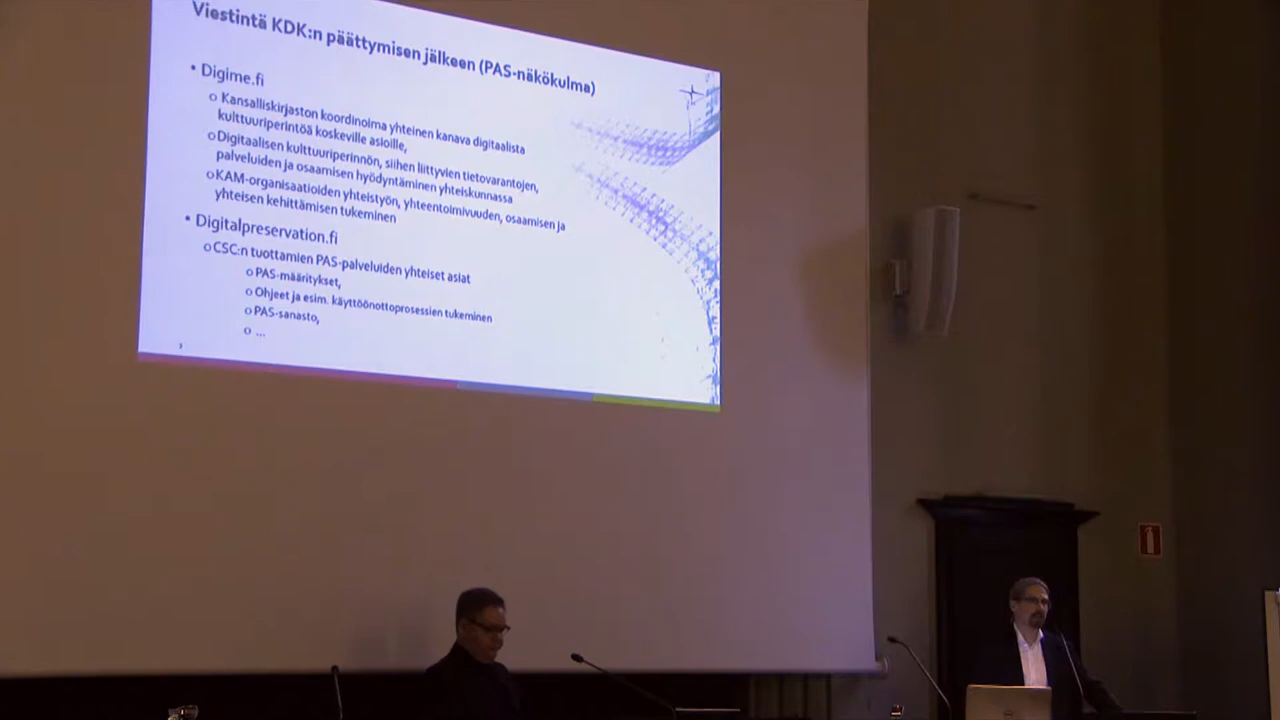 Viestintä KDK:n päättymisen jälkeen (PAS-näkökulma)
• Digime.fi
o Kansalliskirjaston koordinoima yhteinen kanava digitaalista
kulttuuriperintöä koskeville asioille,
o Digitaalisen kulttuuriperinnön, siihen liittyvien tietovarantojen,
palveluiden ja osaamisen hyödyntäminen yhteiskunnassa
o KAM-organisaatioiden yhteistyön, yhteentoimivuuden, osaamisen ja
yhteisen kehittämisen tukeminen
• Digitalpreservation.fi
o CSC:n tuottamien PAS-palveluiden yhteiset asiat
o PAS-määritykset,
o Ohjeet ja esim. käyttöönottoprosessien tukeminen
o PAS-sanasto,
o ...